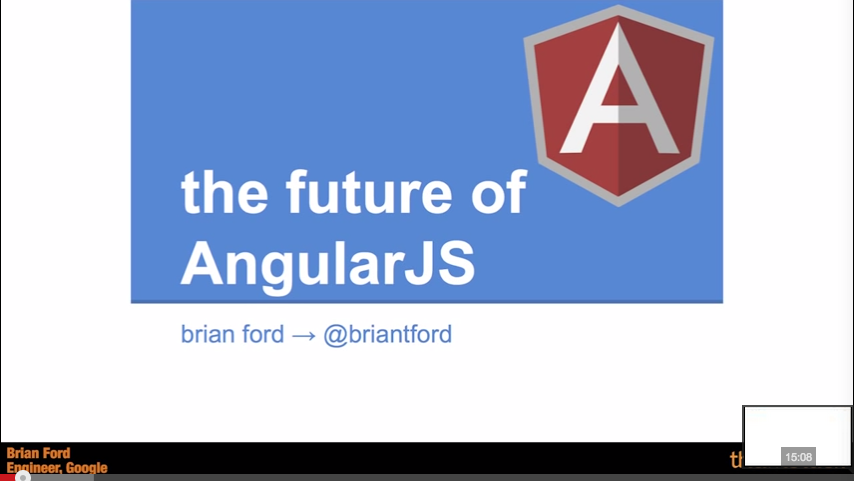 the future of
AngularJS
brian ford → @briantford
Brian Ford
Engineer, Google
15:08